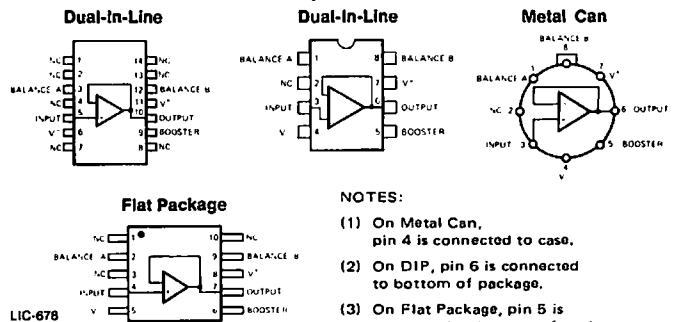 Dual-In-Line
NC 1 14 NC
NC 2 13 NC
BALANCE A 3 12 BALANCE B
NC 4 11 V+
INPUT 5 10 OUTPUT
V- 6 9 BOOSTER
NC 7 8 NC
Dual-In-Line
BALANCE A 1 8 BALANCE B
NC 2 7 V+
INPUT 3 6 OUTPUT
V 4 5 BOOSTER
Metal Can
BALANCE B
8
BALANCE A 1 7 V+
NC 2 6 OUTPUT
INPUT 3 5 BOOSTER
4
V
Flat Package
NC 1 10 NC
BALANCE A 2 9 BALANCE B
NC 3 8 V+
INPUT 4 7 OUTPUT
V 5 6 BOOSTER
LIC-678
NOTES:
(1) On Metal Can,
pin 4 is connected to case.
(2) On DIP, pin 6 is connected
to bottom of package.
(3) On Flat Package, pin 5 is